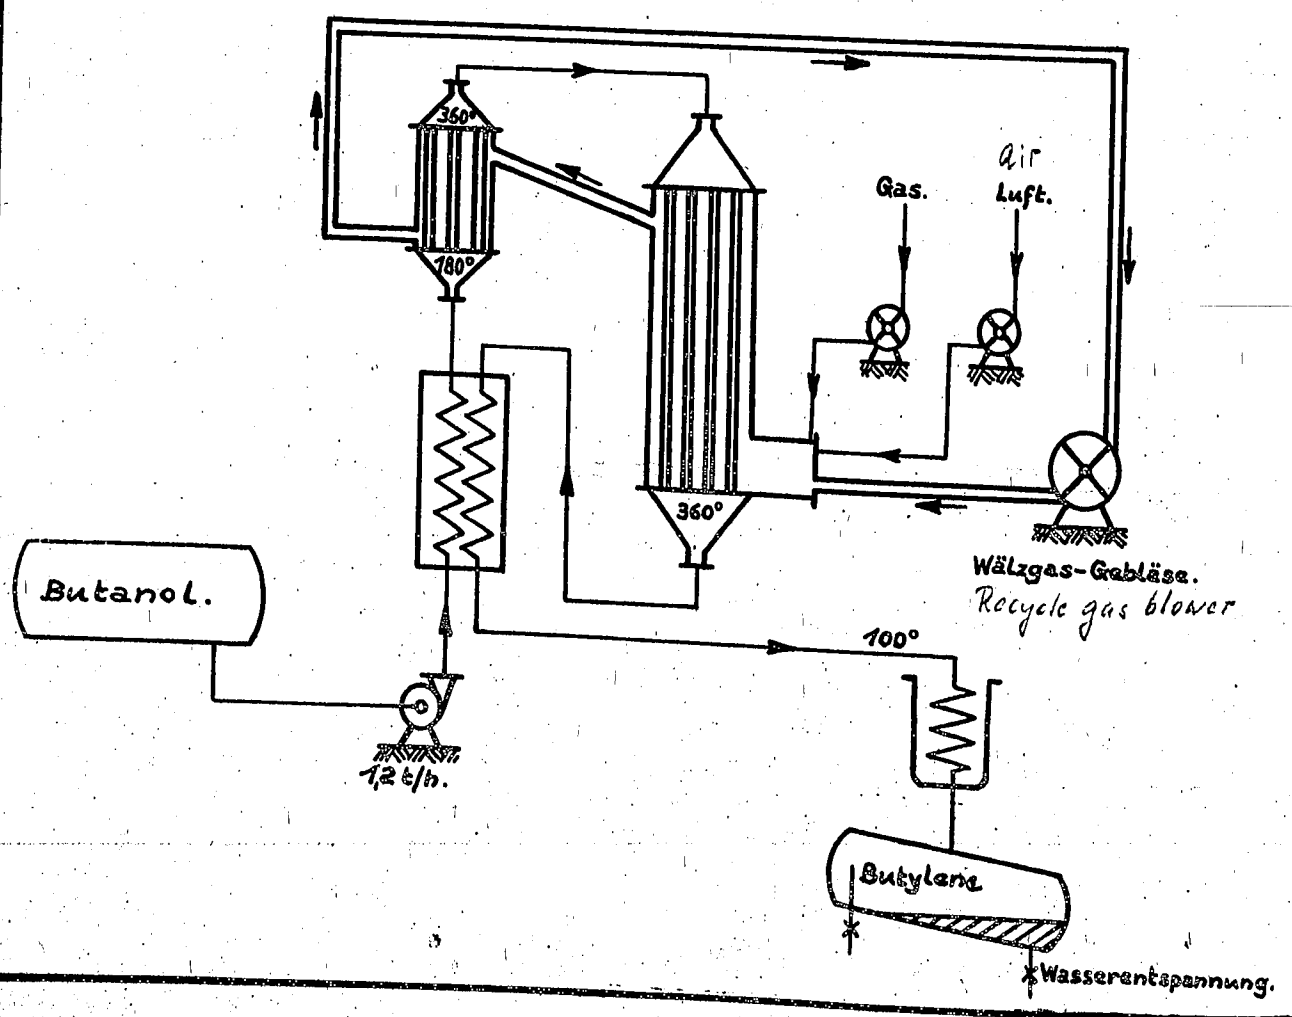 360°
Air
Gas.
Luft.
180°
360°
Wälzgas-Gebläse.
Recycle gas blower
Butanol.
100°
1,2 t/h.
Butylene
Wasserentspannung.